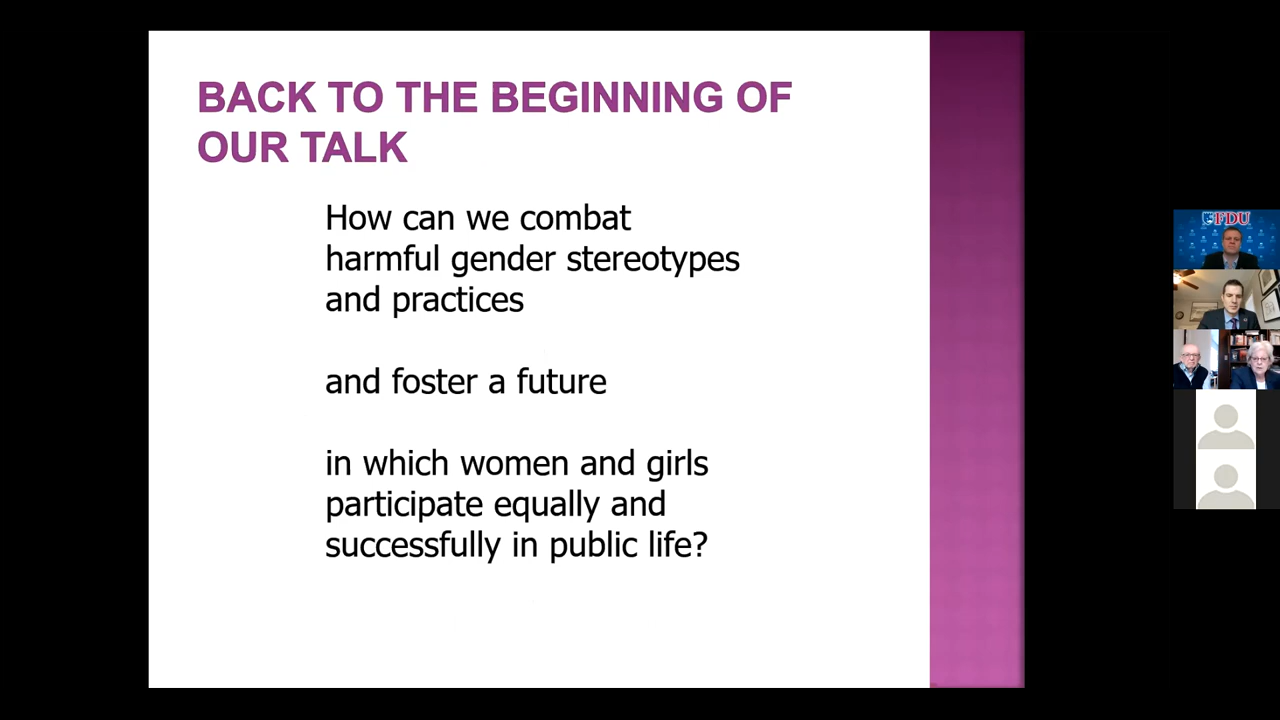 BACK TO THE BEGINNING OF
OUR TALK
How can we combat
harmful gender stereotypes
and practices
and foster a future
in which women and girls
participate equally and
successfully in public life?
FDU